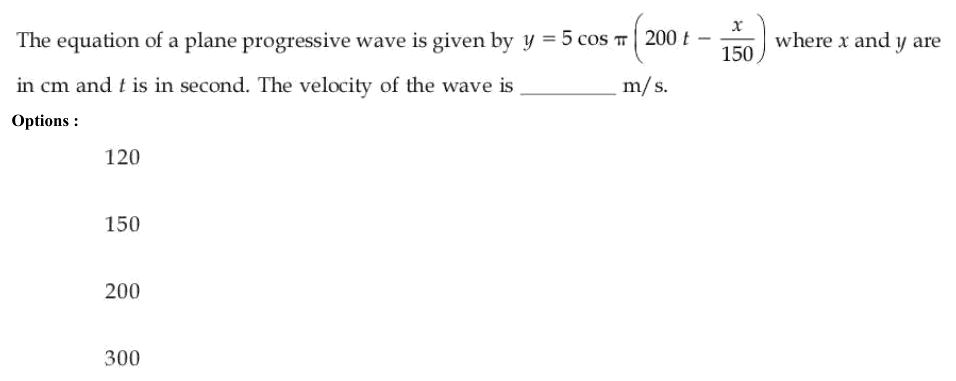 The equation of a plane progressive wave is given by y = 5 cos π(200 t − x/150) where x and y are
in cm and t is in second. The velocity of the wave is ________ m/s.
Options :
120
150
200
300